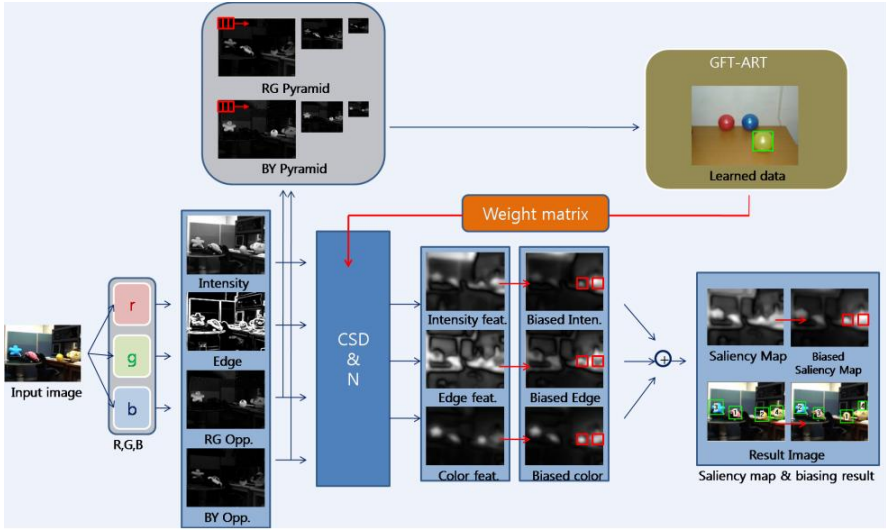 RG Pyramid
BY Pyramid
GFT-ART
Learned data
Weight matrix
Input image
r
g
b
R,G,B
Intensity
Edge
RG Opp.
BY Opp.
CSD
&
N
Intensity feat.
Edge feat.
Color feat.
Biased Inten.
Biased Edge
Biased color
+
Saliency Map
Biased
Saliency Map
Result Image
Saliency map & biasing result